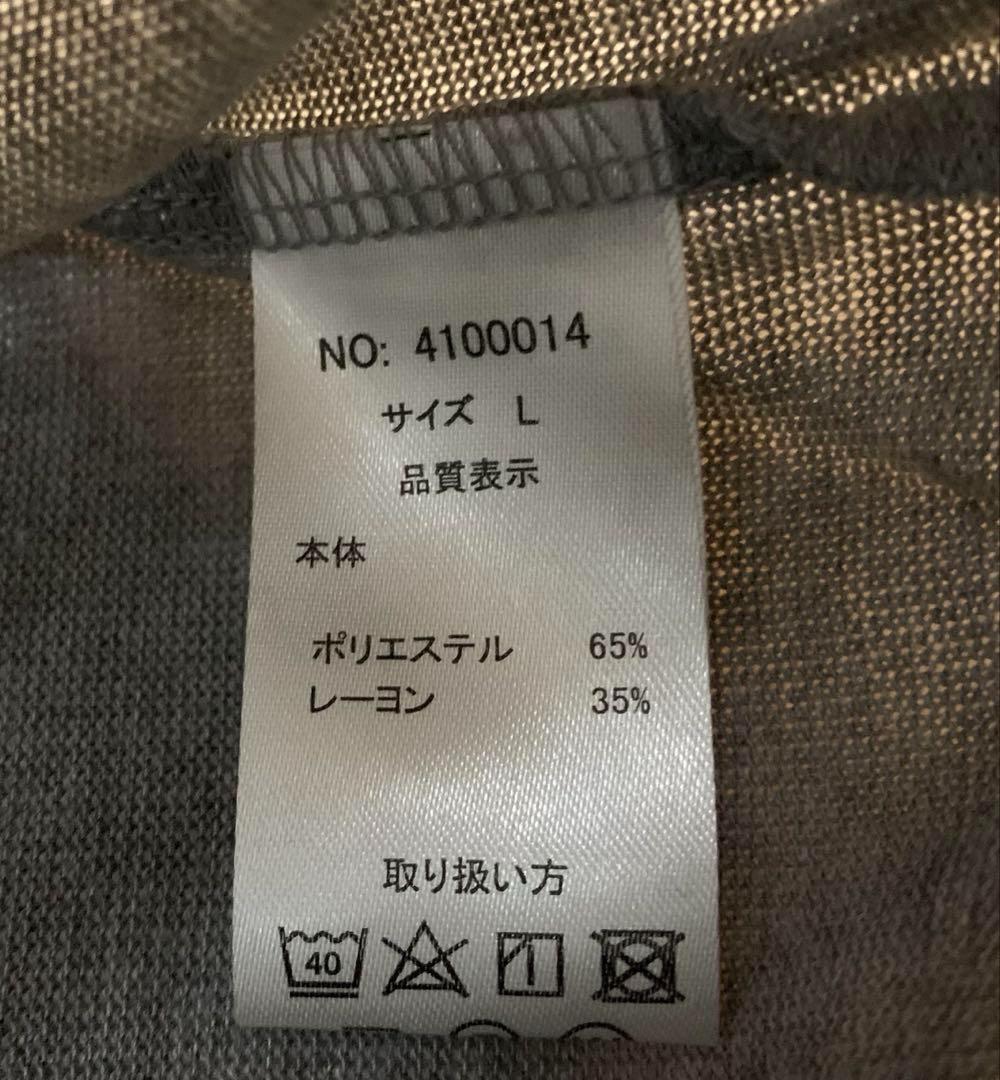 NO: 4100014
サイズ L
品質表示
本体
ポリエステル 65%
レーヨン 35%
取り扱い方
40